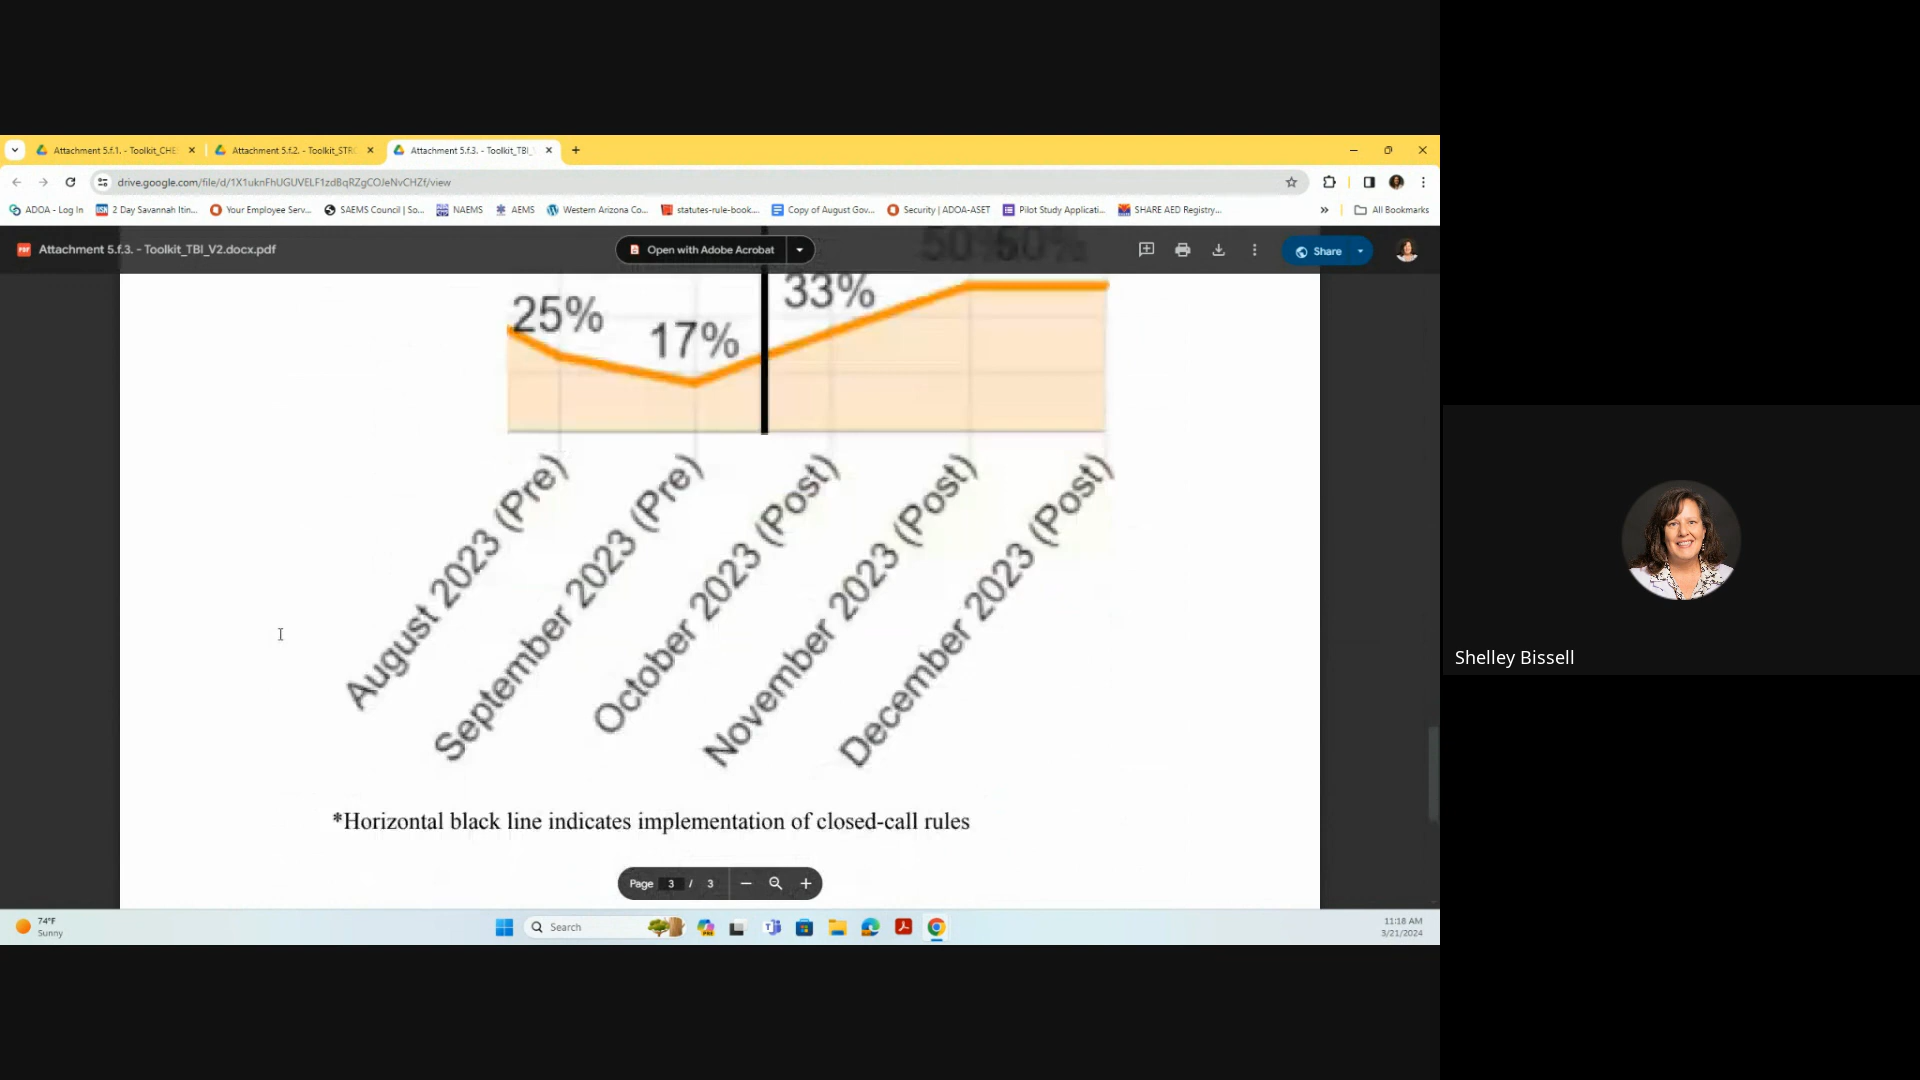 Attachment 5.f.1. - Toolkit_CHE
Attachment 5.f.2. - Toolkit_STR
Attachment 5.f.3. - Toolkit_TBI_
drive.google.com/file/d/1X1uknFhUGUVELF1zdBqRZgCOJeNvCHZf/view
ADOA - Log In
2 Day Savannah Itin...
Your Employee Serv...
SAEMS Council | So...
NAEMS
AEMS
Western Arizona Co...
statutes-rule-book....
Copy of August Gov...
Security | ADOA-ASET
Pilot Study Applicati...
SHARE AED Registry...
»
All Bookmarks
PDF
Attachment 5.f.3. - Toolkit_TBI_V2.docx.pdf
Open with Adobe Acrobat
Share
50%
50%
25%
17%
33%
August 2023 (Pre)
September 2023 (Pre)
October 2023 (Post)
November 2023 (Post)
December 2023 (Post)
*Horizontal black line indicates implementation of closed-call rules
Page 3 / 3
Shelley Bissell
74°F
Sunny
Search
11:18 AM
3/21/2024